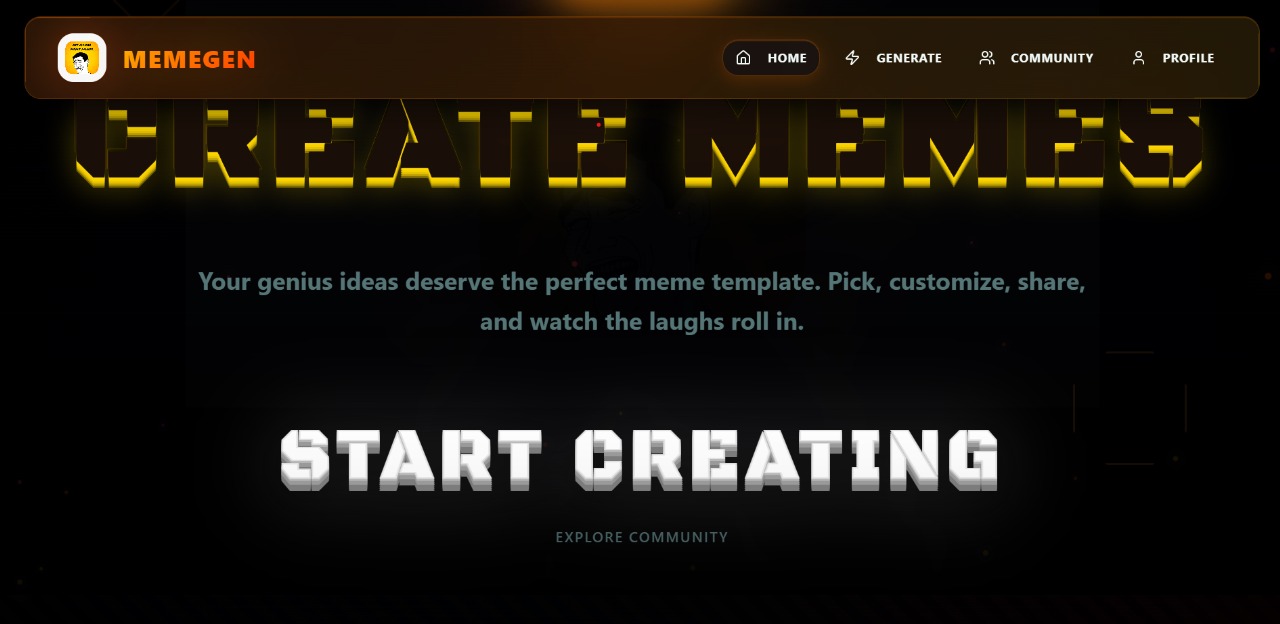 MEMEGEN
HOME
GENERATE
COMMUNITY
PROFILE
CREATE MEMES
Your genius ideas deserve the perfect meme template. Pick, customize, share,
and watch the laughs roll in.
START CREATING
EXPLORE COMMUNITY